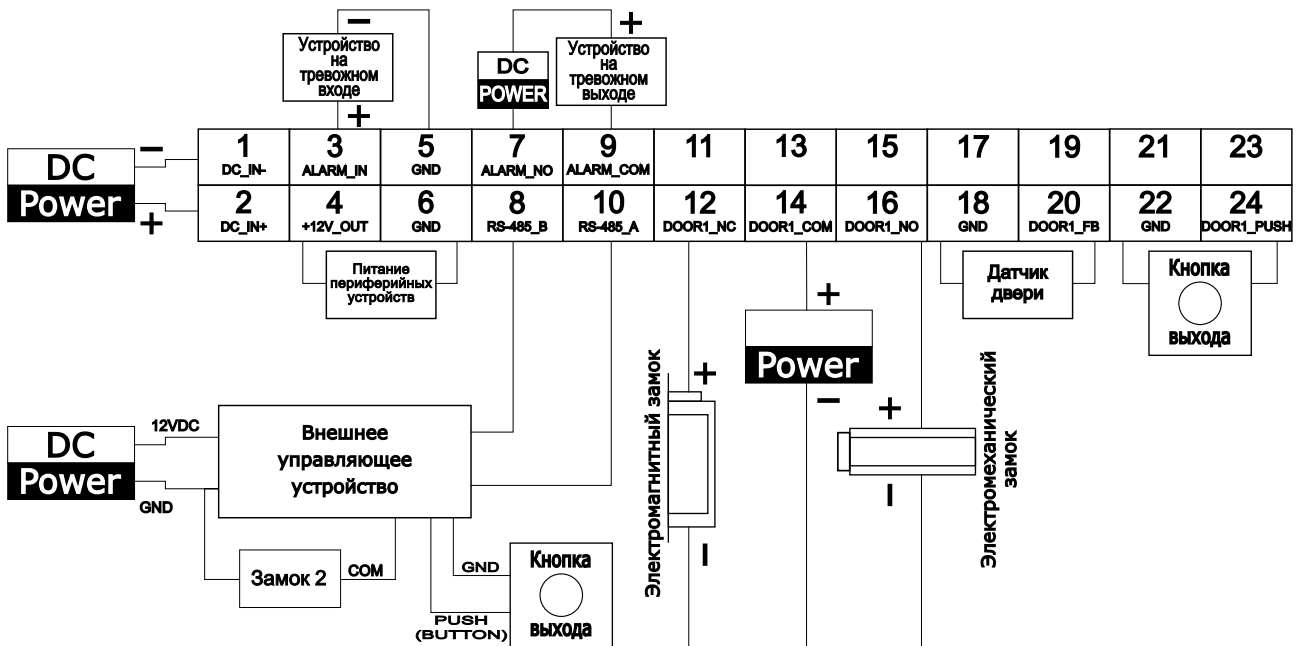 Устройство
на
тревожном
входе
−
+
DC
POWER
Устройство
на
тревожном
выходе
+
DC
Power
−
+
1 3 5 7 9 11 13 15 17 19 21 23
DC_IN- ALARM_IN GND ALARM_NO ALARM_COM
2 4 6 8 10 12 14 16 18 20 22 24
DC_IN+ +12V_OUT GND RS-485_B RS-485_A DOOR1_NC DOOR1_COM DOOR1_NO GND DOOR1_FB GND DOOR1_PUSH
Питание
периферийных
устройств
Датчик
двери
Кнопка
выхода
+
Power
−
Электромагнитный замок
+
−
+
−
Электромеханический
замок
DC
Power
12VDC
GND
Внешнее
управляющее
устройство
Замок 2
COM
GND
PUSH
(BUTTON)
Кнопка
выхода